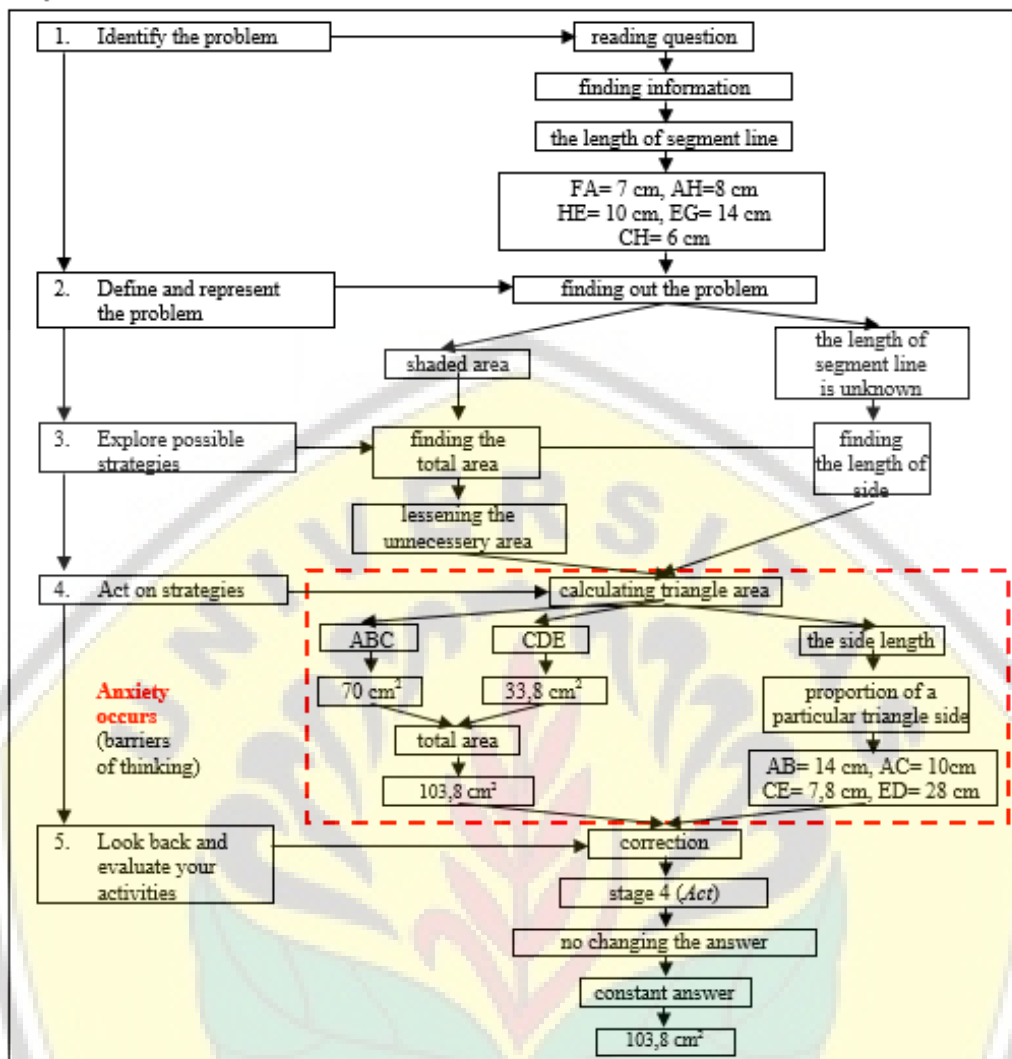 1. Identify the problem
reading question
finding information
the length of segment line
FA= 7 cm, AH=8 cm
HE= 10 cm, EG= 14 cm
CH= 6 cm
2. Define and represent
the problem
finding out the problem
shaded area
the length of
segment line
is unknown
3. Explore possible
strategies
finding the
total area
finding
the length of
side
lessening the
unnecessery area
4. Act on strategies
calculating triangle area
ABC
CDE
the side length
70 cm²
33,8 cm²
proportion of a
particular triangle side
Anxiety
occurs
(barriers
of thinking)
total area
AB= 14 cm, AC= 10cm
CE= 7,8 cm, ED= 28 cm
103,8 cm²
5. Look back and
evaluate your
activities
correction
stage 4 (Act)
no changing the answer
constant answer
103,8 cm²
UNIVERSITAS